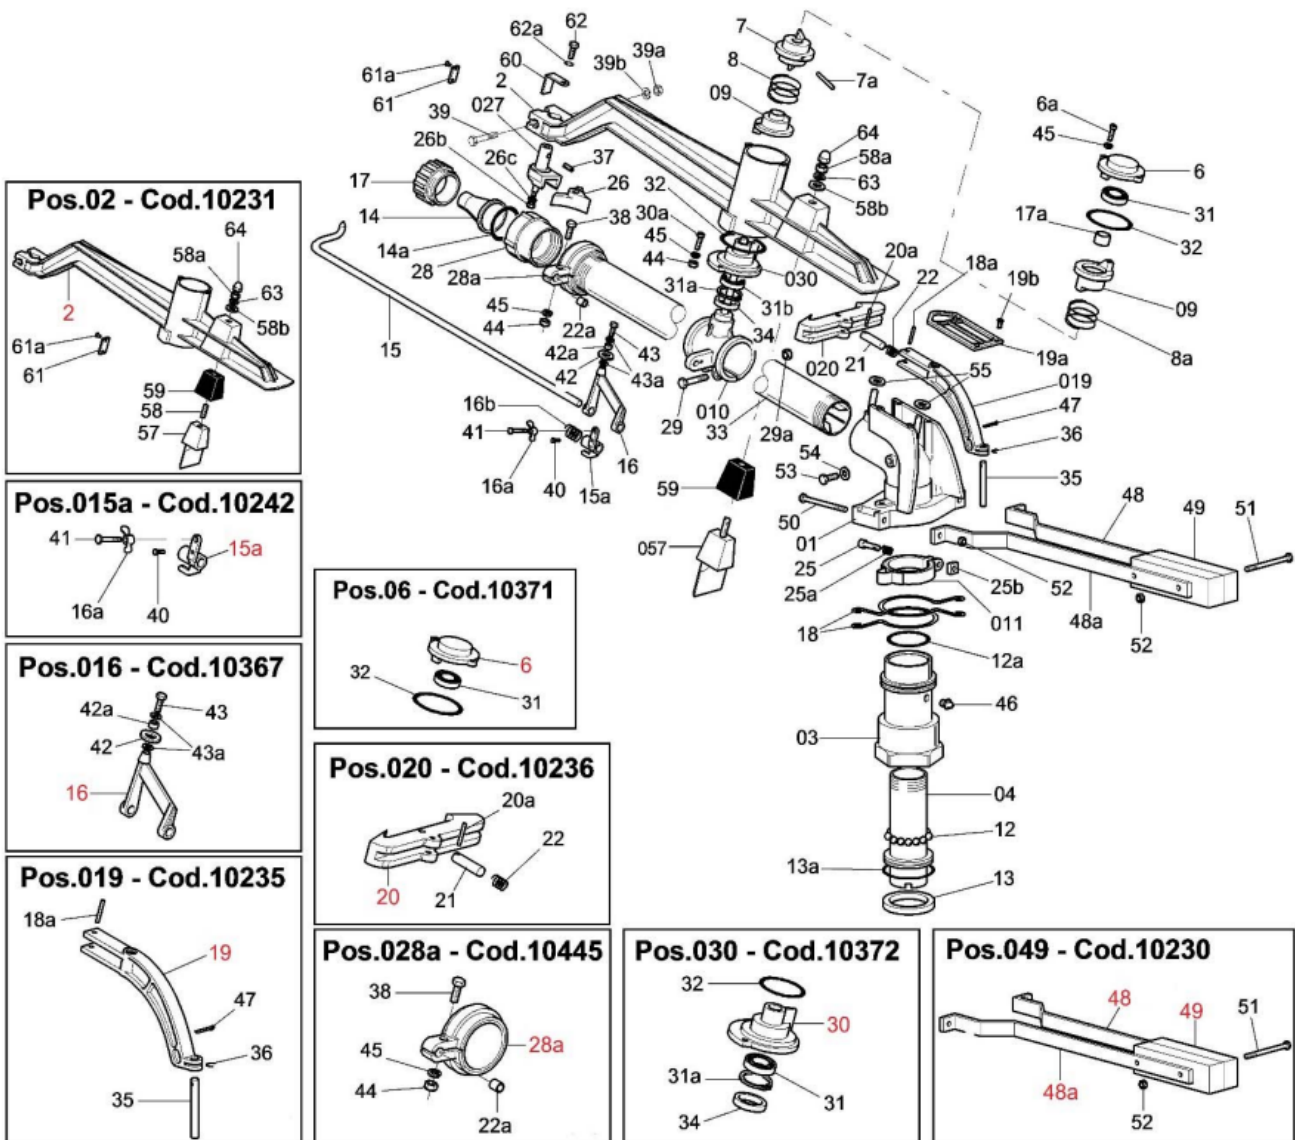 62
62a
60
2
61a
61
027
39
26b
26c
37
26
17
14
14a
28
28a
38
39b
39a
7
8
7a
09
64
58a
63
58b
32
30a
45
44
030
31a
31b
34
20a
22
18a
19b
6a
45
6
31
17a
32
09
8a
19a
020
21
55
019
47
36
35
15
45
44
22a
42a
42
43
43a
16b
41
16a
40
15a
16
29
010
33
29a
54
53
59
50
057
01
25
25a
25b
011
18
12a
52
48
49
51
48a
52
46
03
04
12
13a
13
Pos.02 - Cod.10231
64
58a
63
58b
2
61a
61
59
58
57
Pos.015a - Cod.10242
41
15a
16a
40
Pos.016 - Cod.10367
43
42a
42
43a
16
Pos.019 - Cod.10235
18a
19
47
36
35
Pos.06 - Cod.10371
6
32
31
Pos.020 - Cod.10236
20a
22
20
21
Pos.028a - Cod.10445
38
28a
45
44
22a
Pos.030 - Cod.10372
32
30
31a
31
34
Pos.049 - Cod.10230
48
49
51
48a
52